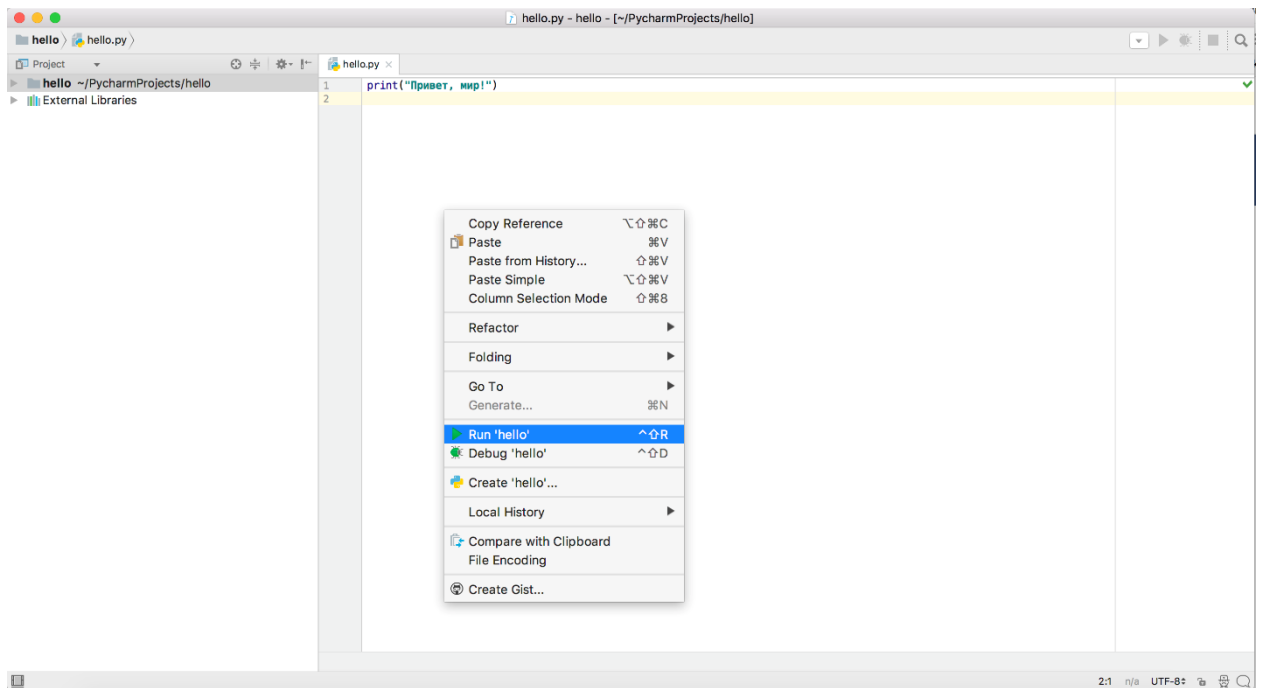 hello.py - hello - [~/PycharmProjects/hello]
hello hello.py
Project
hello.py ×
hello ~/PycharmProjects/hello
External Libraries
1 print("Привет, мир!")
2
Copy Reference ⌥⇧⌘C
Paste ⌘V
Paste from History... ⇧⌘V
Paste Simple ⌥⇧⌘V
Column Selection Mode ⇧⌘8
Refactor
Folding
Go To
Generate... ⌘N
Run 'hello' ^⇧R
Debug 'hello' ^⇧D
Create 'hello'...
Local History
Compare with Clipboard
File Encoding
Create Gist...
2:1 n/a UTF-8